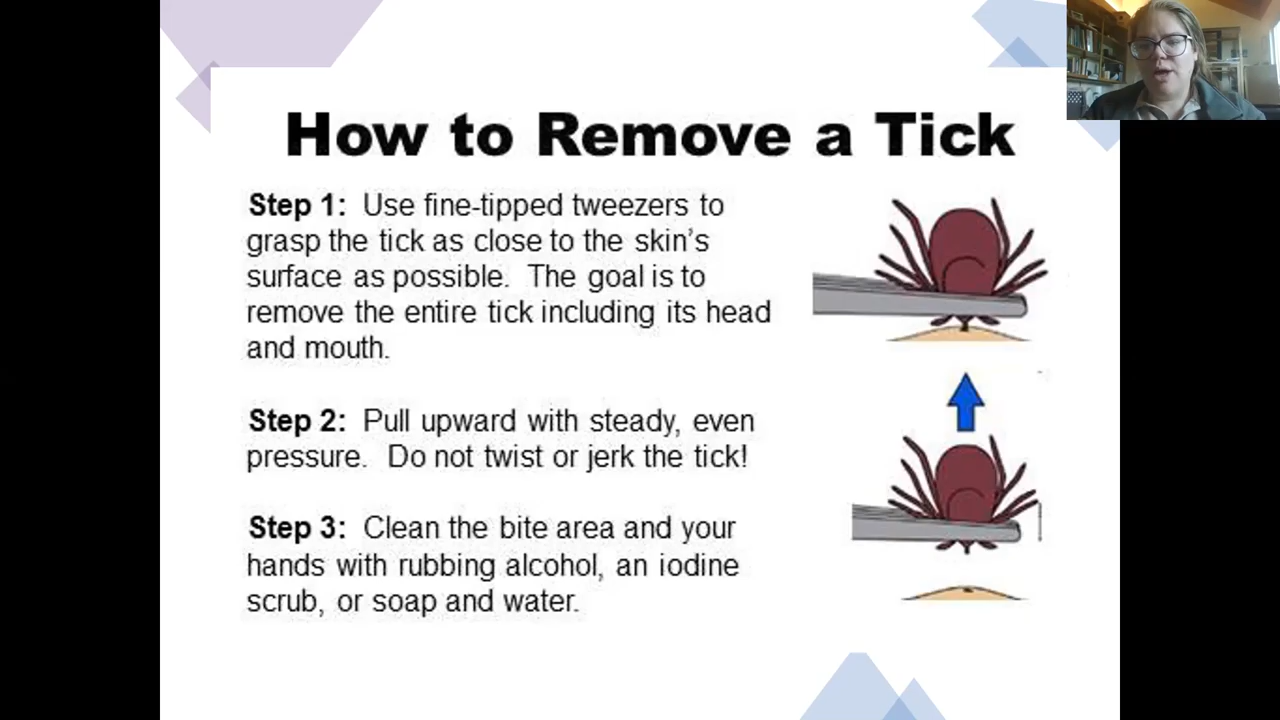 How to Remove a Tick
Step 1: Use fine-tipped tweezers to
grasp the tick as close to the skin's
surface as possible. The goal is to
remove the entire tick including its head
and mouth.
Step 2: Pull upward with steady, even
pressure. Do not twist or jerk the tick!
Step 3: Clean the bite area and your
hands with rubbing alcohol, an iodine
scrub, or soap and water.